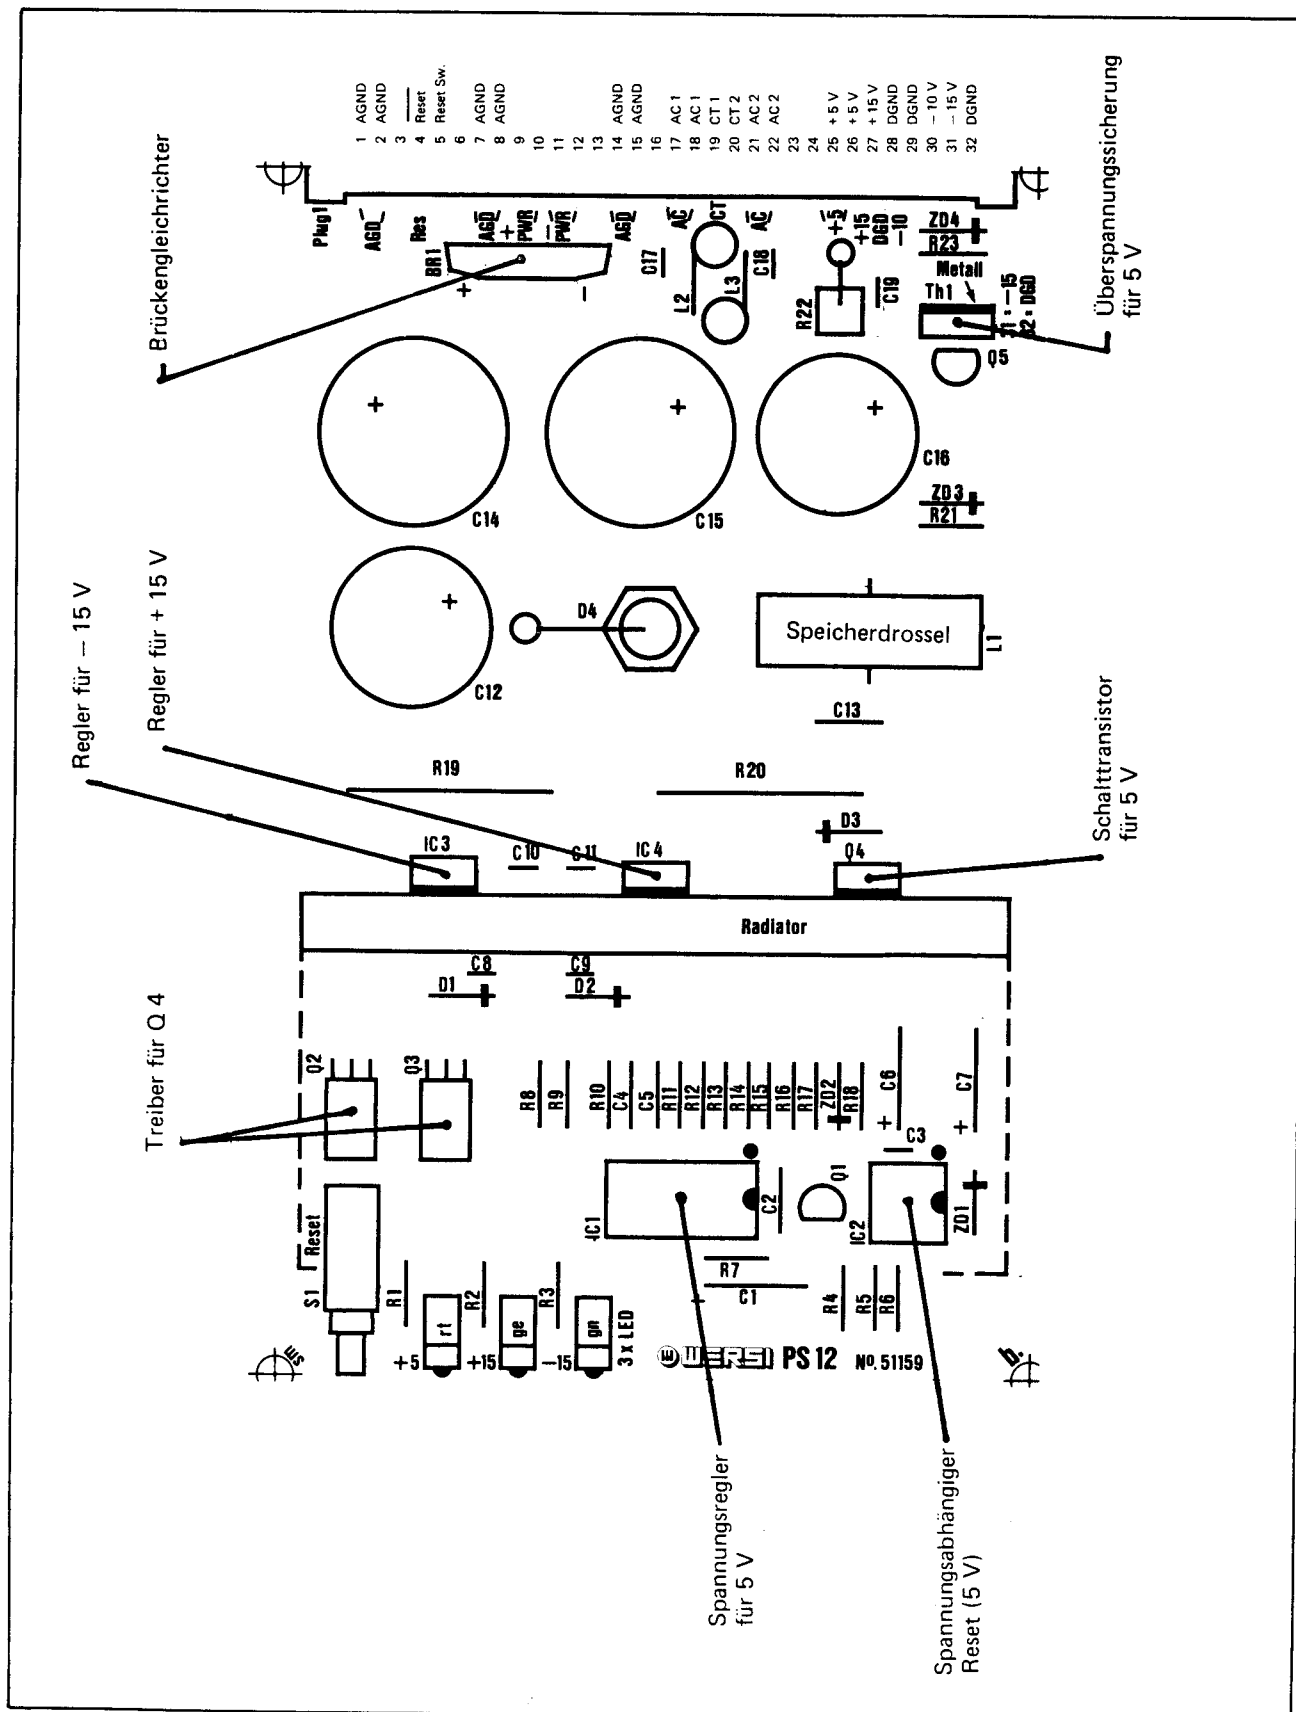 1 AGND
2 AGND
3
4 Reset
5 Reset Sw.
6
7 AGND
8 AGND
9
10
11
12
13
14 AGND
15 AGND
16
17 AC 1
18 AC 1
19 CT 1
20 CT 2
21 AC 2
22 AC 2
23
24
25 + 5 V
26 + 5 V
27 + 15 V
28 DGND
29 DGND
30 – 10 V
31 – 15 V
32 DGND
Brückengleichrichter
Überspannungssicherung
für 5 V
Plug1
AGD
Res
AGD
+
PWR
–
PWR
AGD
AC
CT
AC
+5
+15
DGD
-10
ZD4
R23
Metall
Th1
= -15
= DGD
BR1
+
–
C17
L2
L3
C18
R22
C19
Q5
+
C14
+
C15
+
C16
ZD3
R21
+
C12
D4
Speicherdrossel
L1
C13
Regler für – 15 V
Regler für + 15 V
Schalttransistor
für 5 V
R19
R20
D3
IC3
C10
C11
IC4
Q4
Radiator
C8
D1
C9
D2
Treiber für Q 4
Q2
Q3
R8
R9
R10
C4
C5
R11
R12
R13
R14
R15
R16
R17
ZD2
R18
+
C6
+
C7
C3
IC1
C2
Q1
IC2
ZD1
S1
Reset
R1
R2
R3
R7
+
C1
R4
R5
R6
sm
+5
rt
+15
ge
-15
gn
3 x LED
WERSI PS 12 No. 51159
b.
Spannungsregler
für 5 V
Spannungsabhängiger
Reset (5 V)